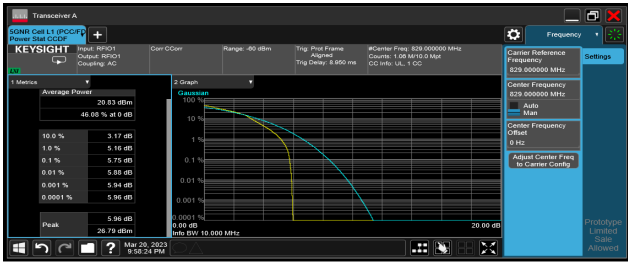 Transceiver A
5GNR Cell L1 (PCC/F
Power Stat CCDF
Frequency
KEYSIGHT
Input: RFIO1
Output: RFIO1
Coupling: AC
Corr CCorr
Range: -60 dBm
Trig: Prot Frame
Aligned
Trig Delay: 8.950 ms
#Center Freq: 829.000000 MHz
Counts: 1.06 M/10.0 Mpt
CC Info: UL, 1 CC
Carrier Reference
Frequency
829.000000 MHz
Settings
Center Frequency
829.000000 MHz
Auto
Man
Center Frequency
Offset
0 Hz
Adjust Center Freq
to Carrier Config
1 Metrics
Average Power
20.83 dBm
46.08 % at 0 dB
10.0 % 3.17 dB
1.0 % 5.16 dB
0.1 % 5.75 dB
0.01 % 5.88 dB
0.001 % 5.94 dB
0.0001 % 5.96 dB
Peak
5.96 dB
26.79 dBm
2 Graph
Gaussian
100 %
10 %
1 %
0.1 %
0.01 %
0.001 %
0.0001 %
0.00 dB
20.00 dB
Info BW 10.000 MHz
Prototype
Limited
Sale
Allowed
?
Mar 20, 2023
9:58:24 PM